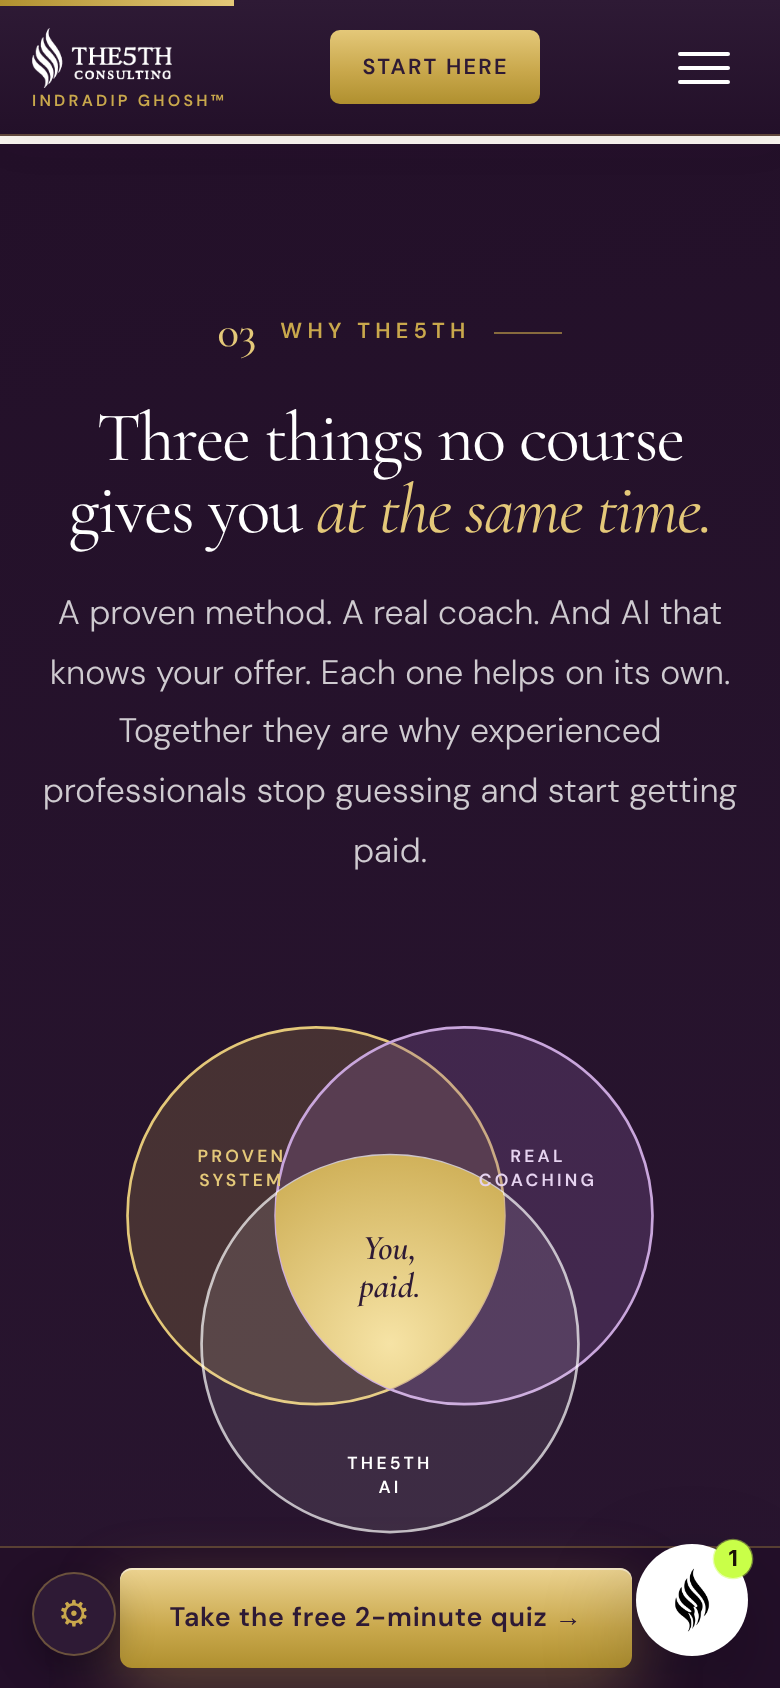 THE5TH
CONSULTING
INDRADIP GHOSH™
START HERE
03 WHY THE5TH
Three things no course
gives you at the same time.
A proven method. A real coach. And AI that
knows your offer. Each one helps on its own.
Together they are why experienced
professionals stop guessing and start getting
paid.
PROVEN
SYSTEM
REAL
COACHING
You,
paid.
THE5TH
AI
Take the free 2-minute quiz →
1